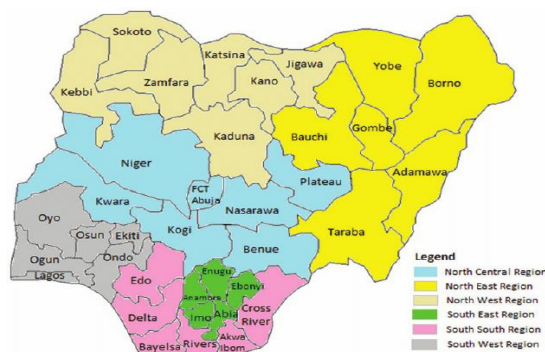 Sokoto
Katsina
Jigawa
Yobe
Borno
Kebbi
Zamfara
Kano
Kaduna
Bauchi
Gombe
Adamawa
Niger
FCT
Abuja
Plateau
Kwara
Nasarawa
Taraba
Oyo
Osun
Ekiti
Kogi
Benue
Ogun
Ondo
Lagos
Edo
Enugu
Ebonyi
Anambra
Imo
Abia
Cross
River
Delta
Bayelsa
Rivers
Akwa
Ibom
Legend
North Central Region
North East Region
North West Region
South East Region
South South Region
South West Region